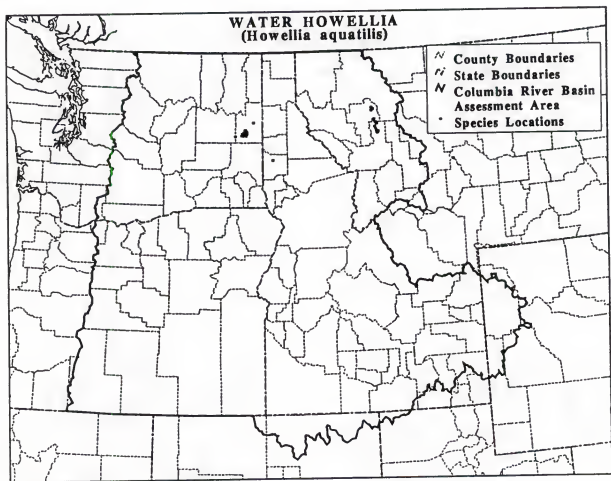 WATER HOWELLIA
(Howellia aquatilis)
County Boundaries
State Boundaries
Columbia River Basin
Assessment Area
Species Locations